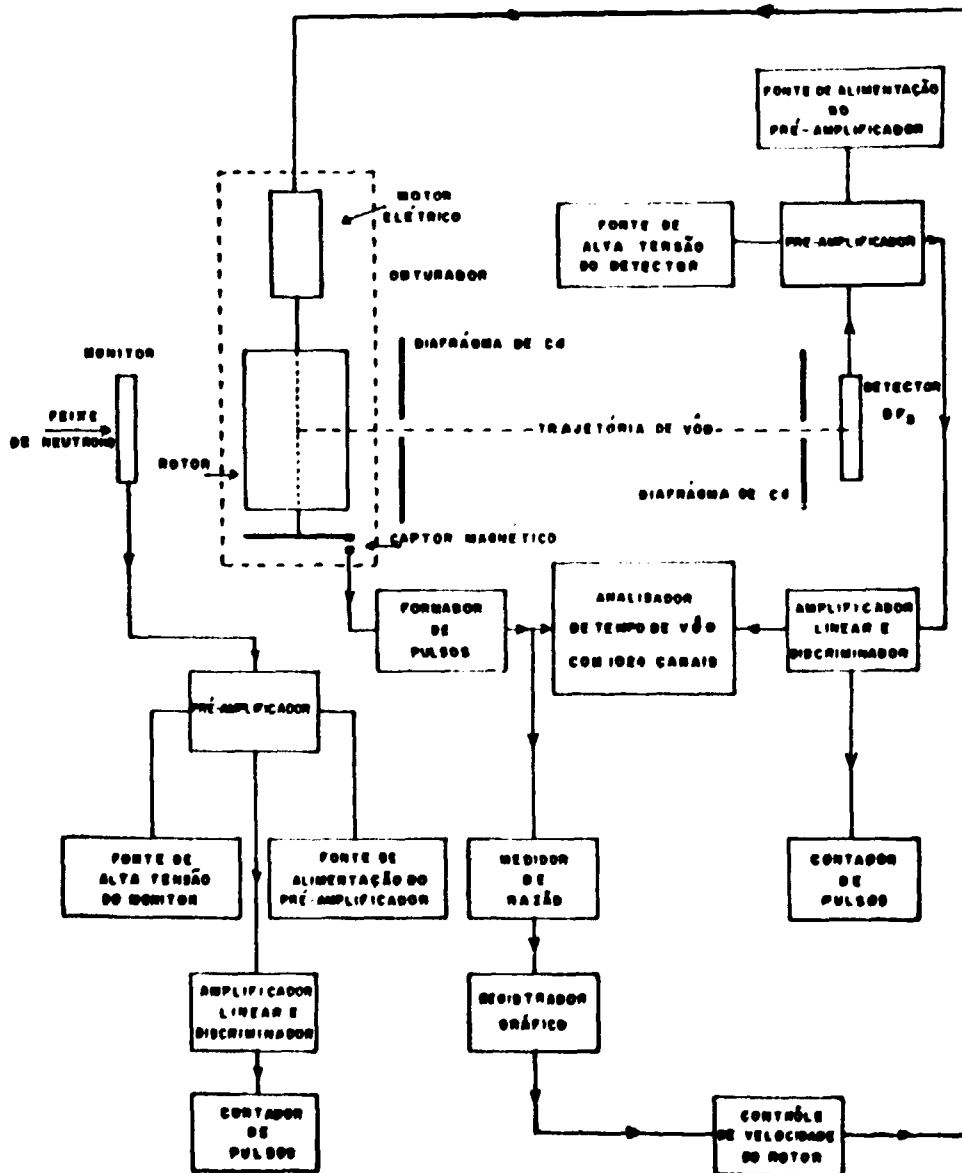 FONTE DE ALIMENTAÇÃO
DO
PRÉ-AMPLIFICADOR
MOTOR
ELÉTRICO
FONTE DE
ALTA TENSÃO
DO DETECTOR
PRÉ-AMPLIFICADOR
OBTURADOR
MONITOR
DIAFRÁGMA DE Cd
DETECTOR
BF3
FEIXE
DE NEUTRONS
TRAJETÓRIA DE VÔO
ROTOR
DIAFRÁGMA DE Cd
CAPTOR MAGNÉTICO
FORMADOR
DE
PULSOS
ANALISADOR
DE TEMPO DE VÔO
COM 1024 CANAIS
AMPLIFICADOR
LINEAR E
DISCRIMINADOR
PRÉ-AMPLIFICADOR
FONTE DE
ALTA TENSÃO
DO MONITOR
FONTE DE
ALIMENTAÇÃO DO
PRÉ-AMPLIFICADOR
MEDIDOR
DE
RAZÃO
CONTADOR
DE
PULSOS
AMPLIFICADOR
LINEAR E
DISCRIMINADOR
REGISTRADOR
GRÁFICO
CONTADOR
DE
PULSOS
CONTRÔLE
DE VELOCIDADE
DO ROTOR